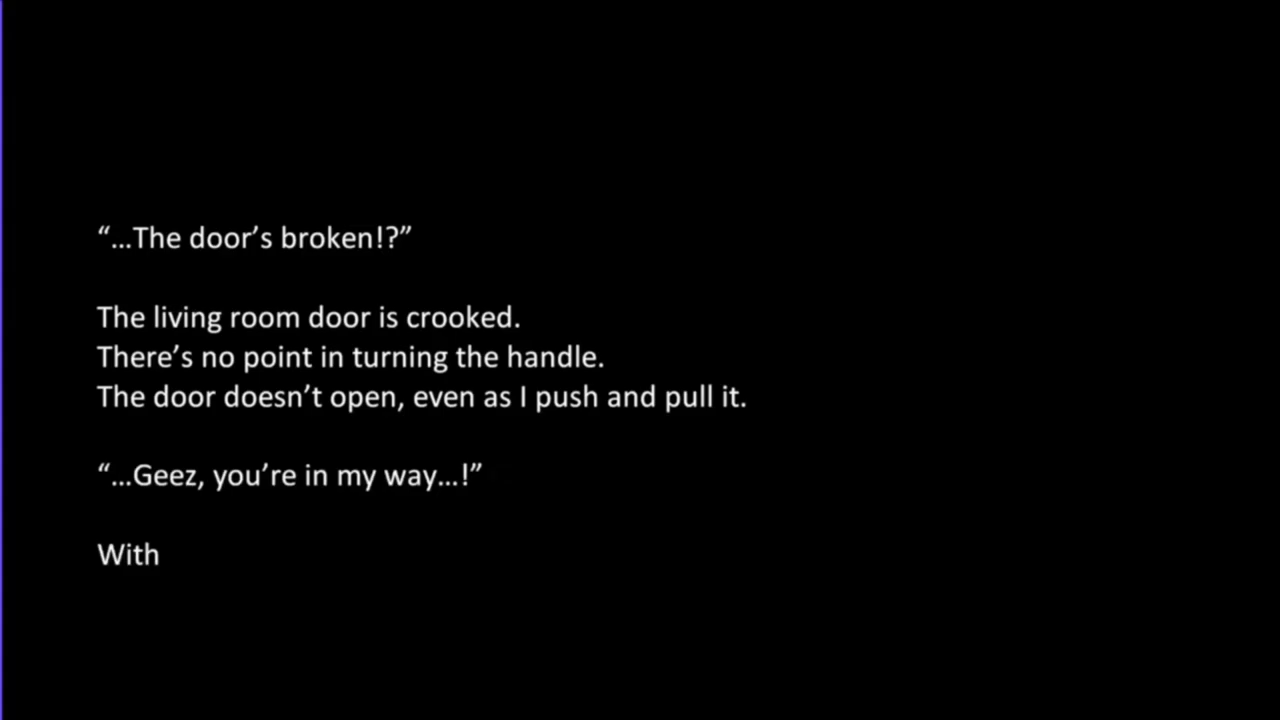 “…The door’s broken!?”
The living room door is crooked.
There’s no point in turning the handle.
The door doesn’t open, even as I push and pull it.
“…Geez, you’re in my way…!”
With